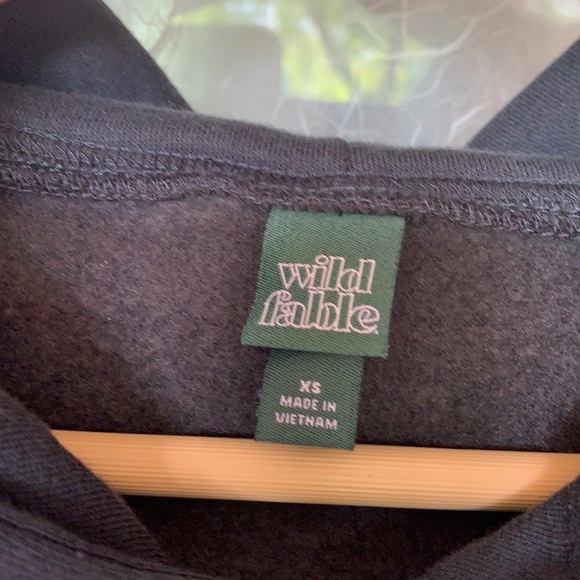 wild
fable.
XS
MADE IN
VIETNAM